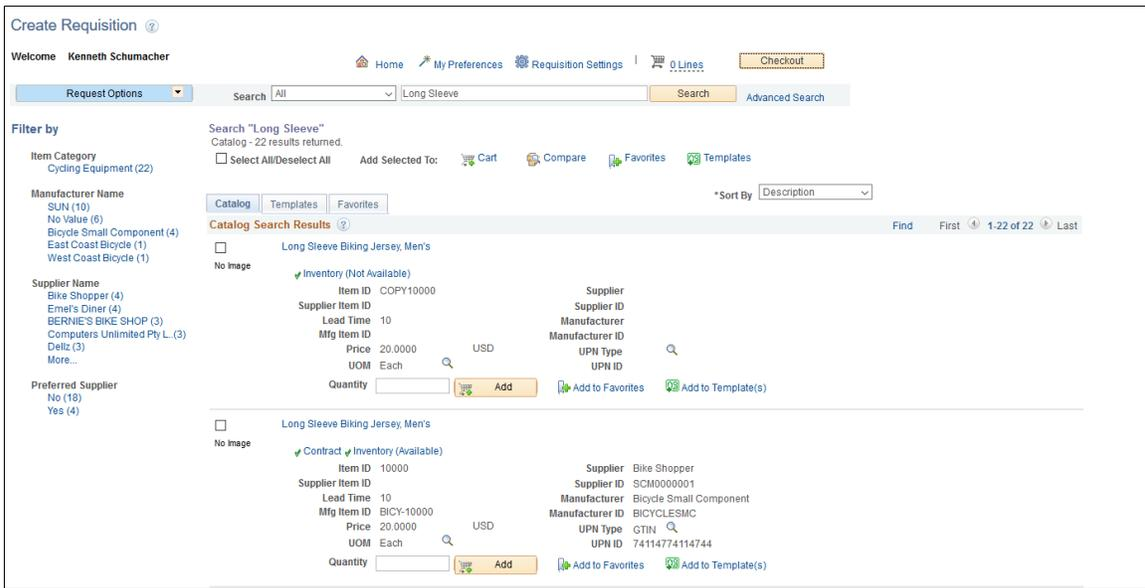 Create Requisition
Welcome Kenneth Schumacher
Home My Preferences Requisition Settings 0 Lines Checkout
Request Options Search All Long Sleeve Search Advanced Search
Filter by
Item Category
Cycling Equipment (22)
Manufacturer Name
SUN (10)
No Value (6)
Bicycle Small Component (4)
East Coast Bicycle (1)
West Coast Bicycle (1)
Supplier Name
Bike Shopper (4)
Emel's Diner (4)
BERNIE'S BIKE SHOP (3)
Computers Unlimited Pty L..(3)
Dellz (3)
More...
Preferred Supplier
No (18)
Yes (4)
Search "Long Sleeve"
Catalog - 22 results returned.
Select All/Deselect All Add Selected To: Cart Compare Favorites Templates
*Sort By Description
Catalog Templates Favorites
Catalog Search Results Find First 1-22 of 22 Last
Long Sleeve Biking Jersey, Men's
No Image
Inventory (Not Available)
Item ID COPY10000 Supplier
Supplier Item ID Supplier ID
Lead Time 10 Manufacturer
Mfg Item ID Manufacturer ID
Price 20.0000 USD UPN Type
UOM Each UPN ID
Quantity Add Add to Favorites Add to Template(s)
Long Sleeve Biking Jersey, Men's
No Image
Contract Inventory (Available)
Item ID 10000 Supplier Bike Shopper
Supplier Item ID Supplier ID SCM0000001
Lead Time 10 Manufacturer Bicycle Small Component
Mfg Item ID BICY-10000 Manufacturer ID BICYCLESMC
Price 20.0000 USD UPN Type GTIN
UOM Each UPN ID 74114774114744
Quantity Add Add to Favorites Add to Template(s)